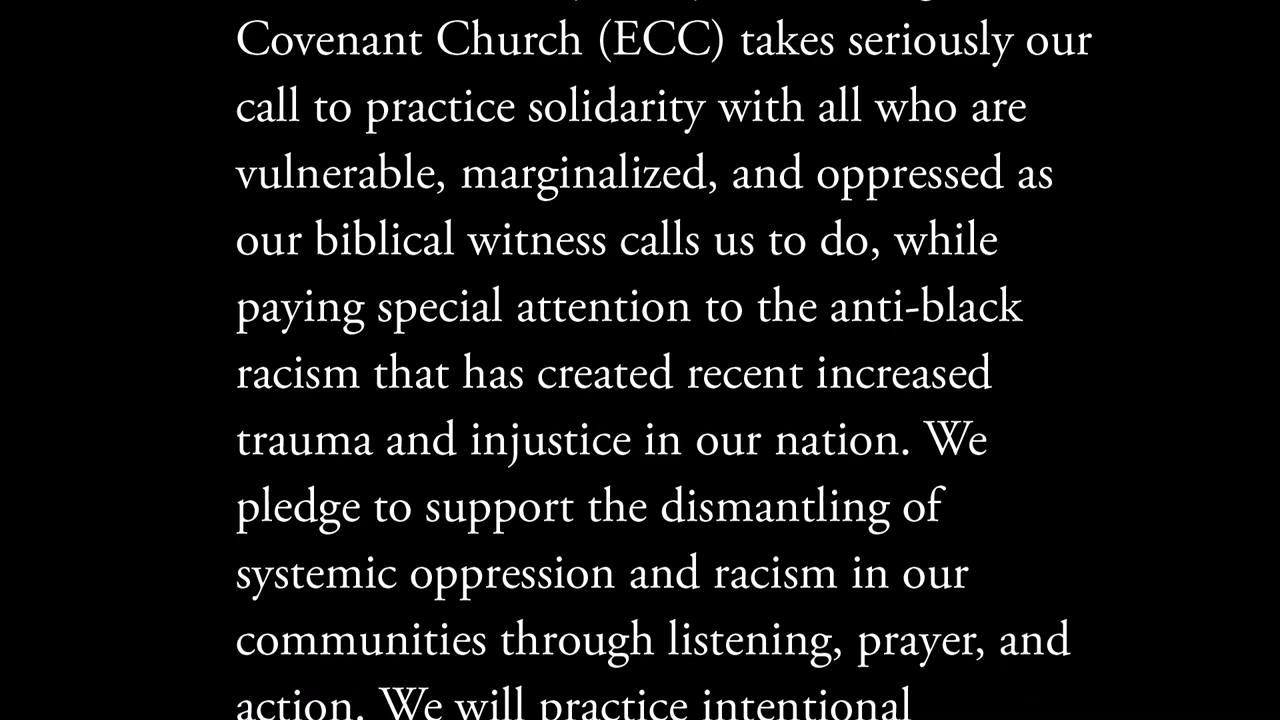 Covenant Church (ECC) takes seriously our
call to practice solidarity with all who are
vulnerable, marginalized, and oppressed as
our biblical witness calls us to do, while
paying special attention to the anti-black
racism that has created recent increased
trauma and injustice in our nation. We
pledge to support the dismantling of
systemic oppression and racism in our
communities through listening, prayer, and
action. We will practice intentional